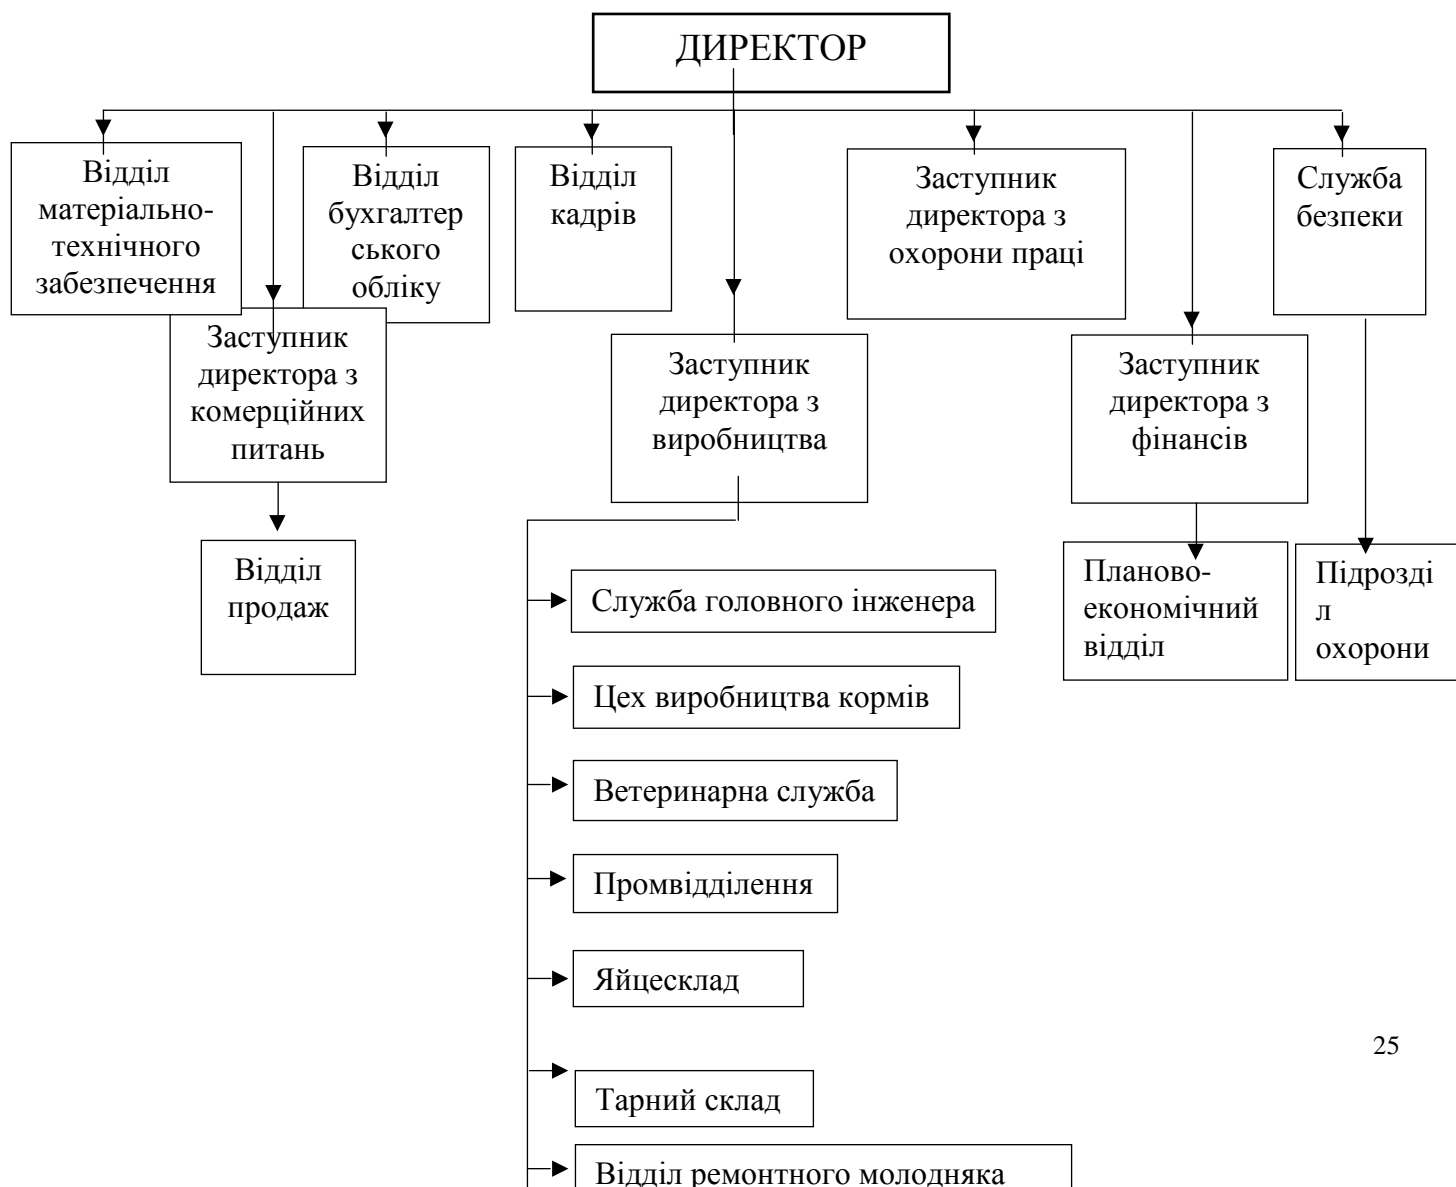 ДИРЕКТОР
Відділ
матеріально-
технічного
забезпечення
Відділ
бухгалтер
ського
обліку
Відділ
кадрів
Заступник
директора з
охорони праці
Служба
безпеки
Заступник
директора з
комерційних
питань
Заступник
директора з
виробництва
Заступник
директора з
фінансів
Відділ
продаж
Планово-
економічний
відділ
Підрозді
л
охорони
Служба головного інженера
Цех виробництва кормів
Ветеринарна служба
Промвідділення
Яйцесклад
25
Тарний склад
Відділ ремонтного молодняка